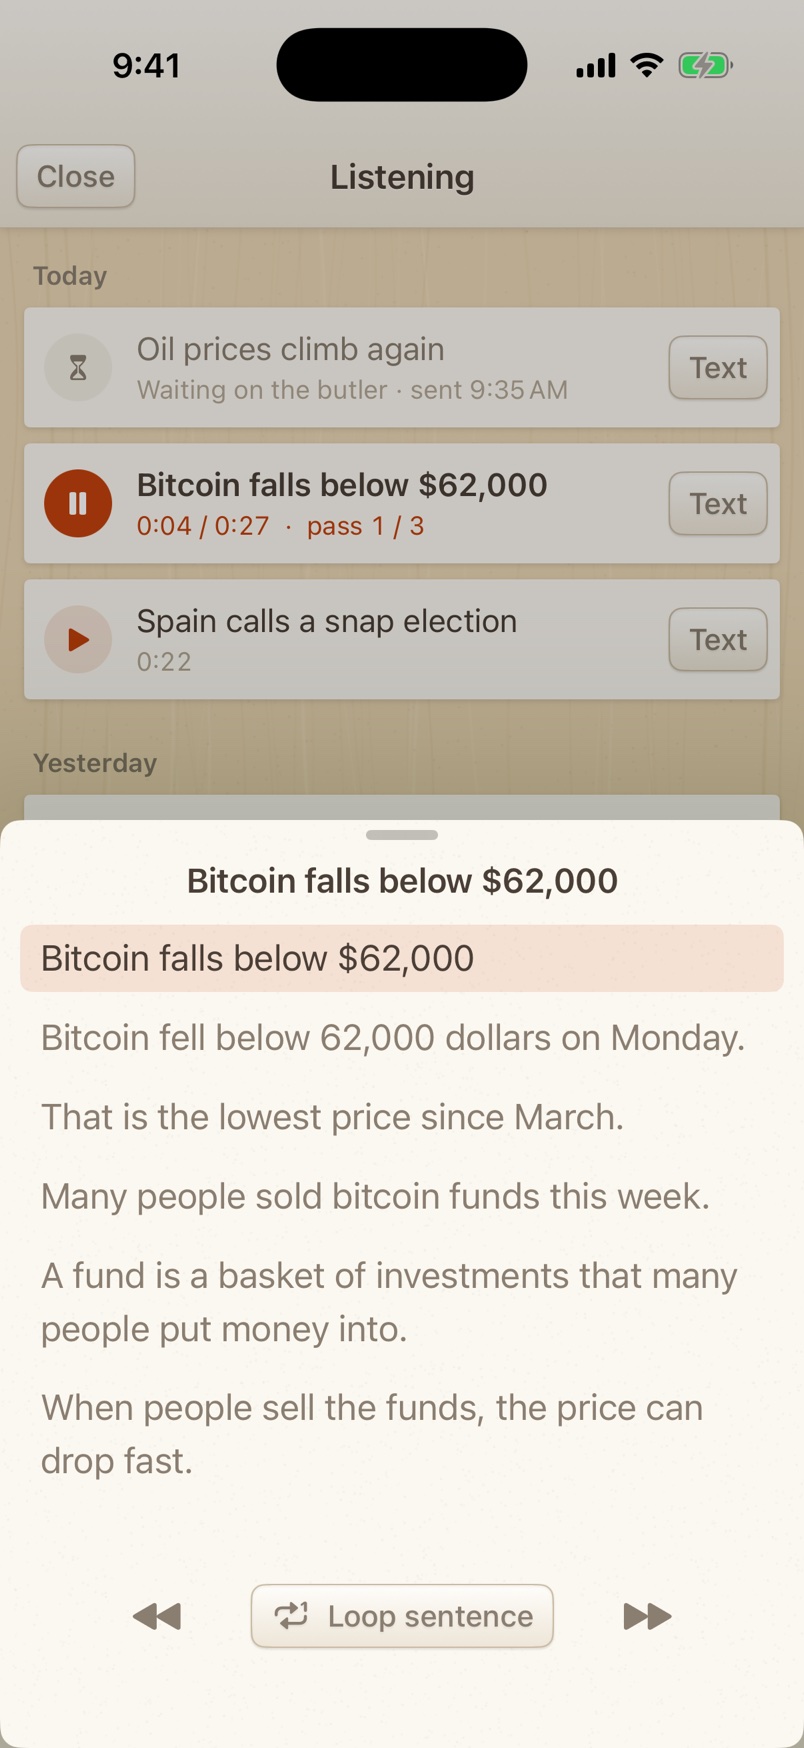 9:41
Close
Listening
Today
Oil prices climb again
Waiting on the butler · sent 9:35 AM
Text
Bitcoin falls below $62,000
0:04 / 0:27 · pass 1 / 3
Text
Spain calls a snap election
0:22
Text
Yesterday
Bitcoin falls below $62,000
Bitcoin falls below $62,000
Bitcoin fell below 62,000 dollars on Monday.
That is the lowest price since March.
Many people sold bitcoin funds this week.
A fund is a basket of investments that many
people put money into.
When people sell the funds, the price can
drop fast.
Loop sentence